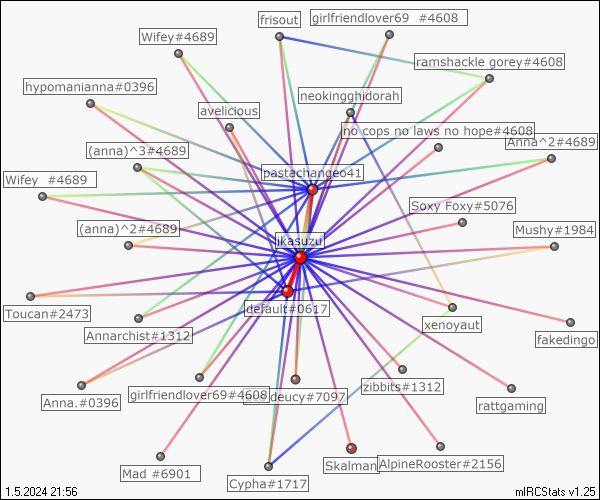 frisout
girlfriendlover69 #4608
Wifey#4689
ramshackle gorey#4608
hypomanianna#0396
neokingghidorah
avelicious
no cops no laws no hope#4608
Anna^2#4689
(anna)^3#4689
pastachangeo41
Wifey #4689
Soxy Foxy#5076
(anna)^2#4689
Mushy#1984
ikasuzu
Toucan#2473
default#0617
xenoyaut
Annarchist#1312
fakedingo
zibbits#1312
girlfriendlover69#4608
deucy#7097
Anna.#0396
rattgaming
Mad #6901
Skalman
AlpineRooster#2156
Cypha#1717
1.5.2024 21:56
mIRCStats v1.25